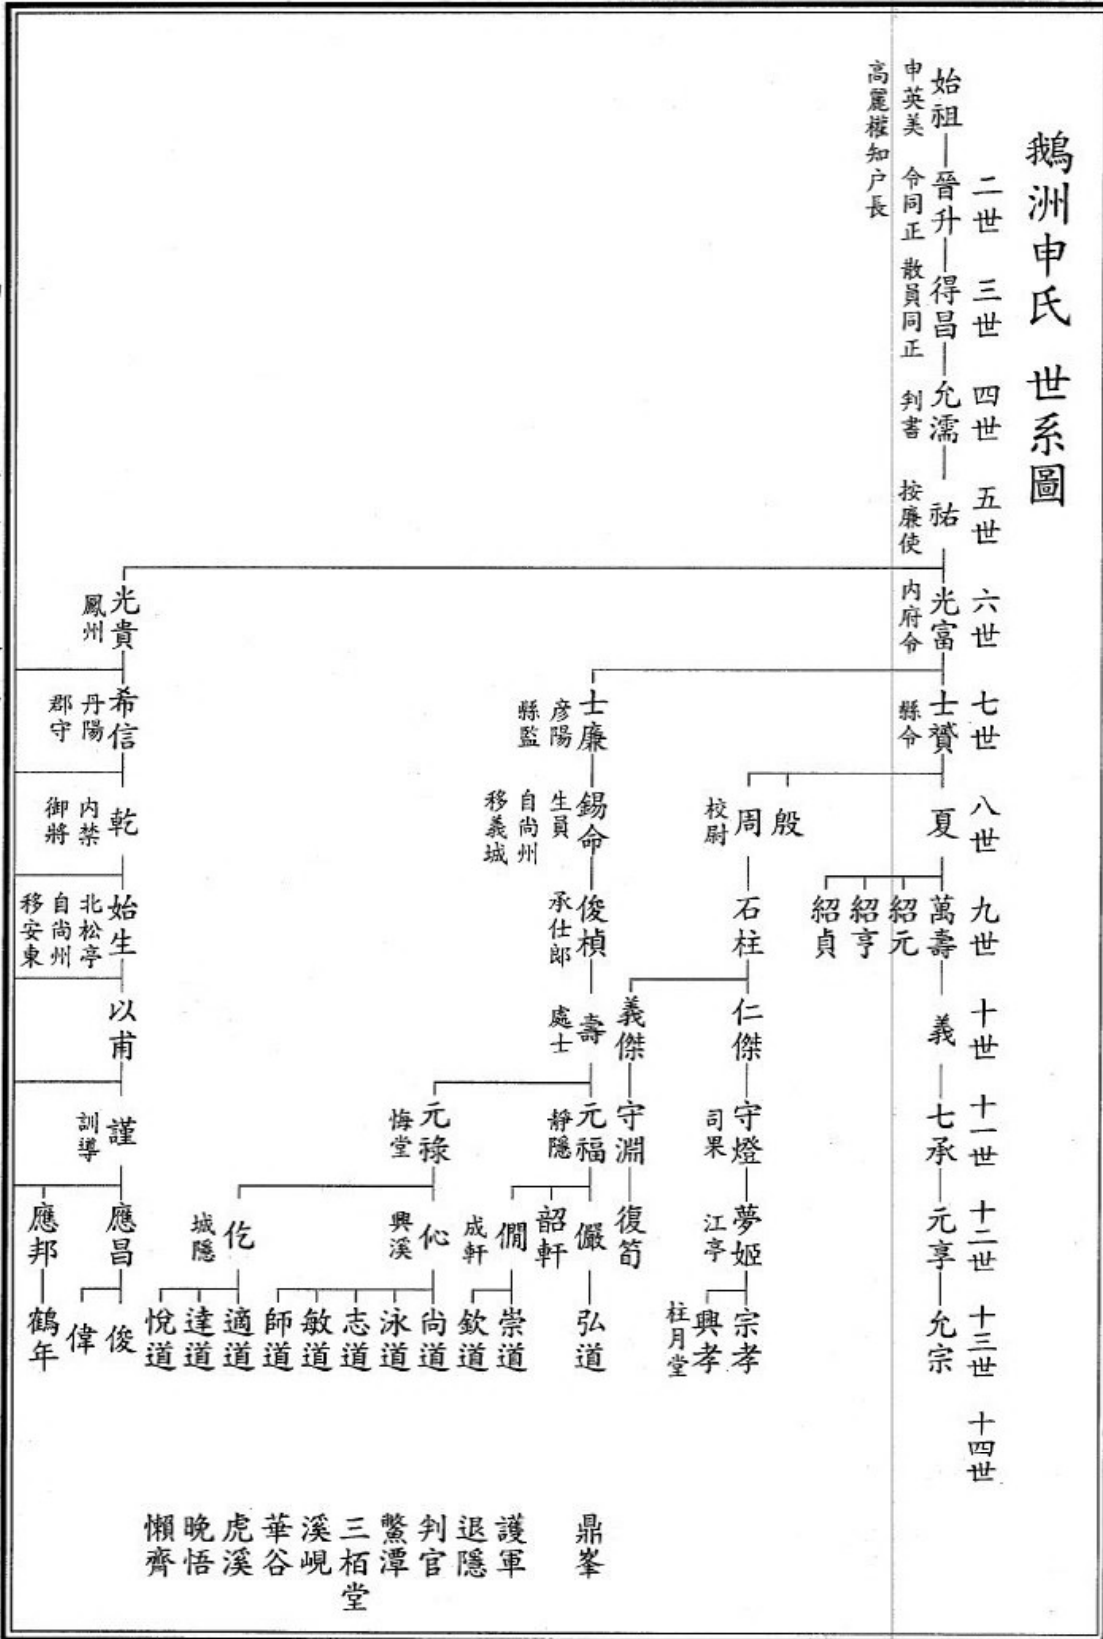 鵝洲申氏 世系圖
二世
三世
四世
五世
六世
七世
八世
九世
十世
十一世
十二世
十三世
十四世
始祖
申英美
高麗權知户長
晉升
令同正
得昌
散員同正
允濡
判書
祐
按廉使
光富
内府令
士贇
縣令
夏
萬壽
義
七承
元亨
允宗
紹元
紹亨
紹貞
殷
周
校尉
石柱
仁傑
守燈
司果
夢姬
江亭
宗孝
興孝
柱月堂
義傑
守淵
復笱
士廉
彦陽
縣監
錫命
生員
自尚州
移義城
俊楨
承仕郎
壽
處士
元福
靜隱
儼
弘道
鼎峯
韶軒
僩
成軒
崇道
護軍
欽道
退隱
元祿
悔堂
伈
興溪
尚道
判官
泳道
鱉潭
志道
三栢堂
敏道
溪峴
師道
華谷
仡
城隱
適道
虎溪
達道
晚悟
悅道
懶齊
光貴
鳳州
希信
丹陽
郡守
乾
内禁
御將
始生
北松亭
自尚州
移安東
以甫
謹
訓導
應昌
俊
偉
應邦
鶴年